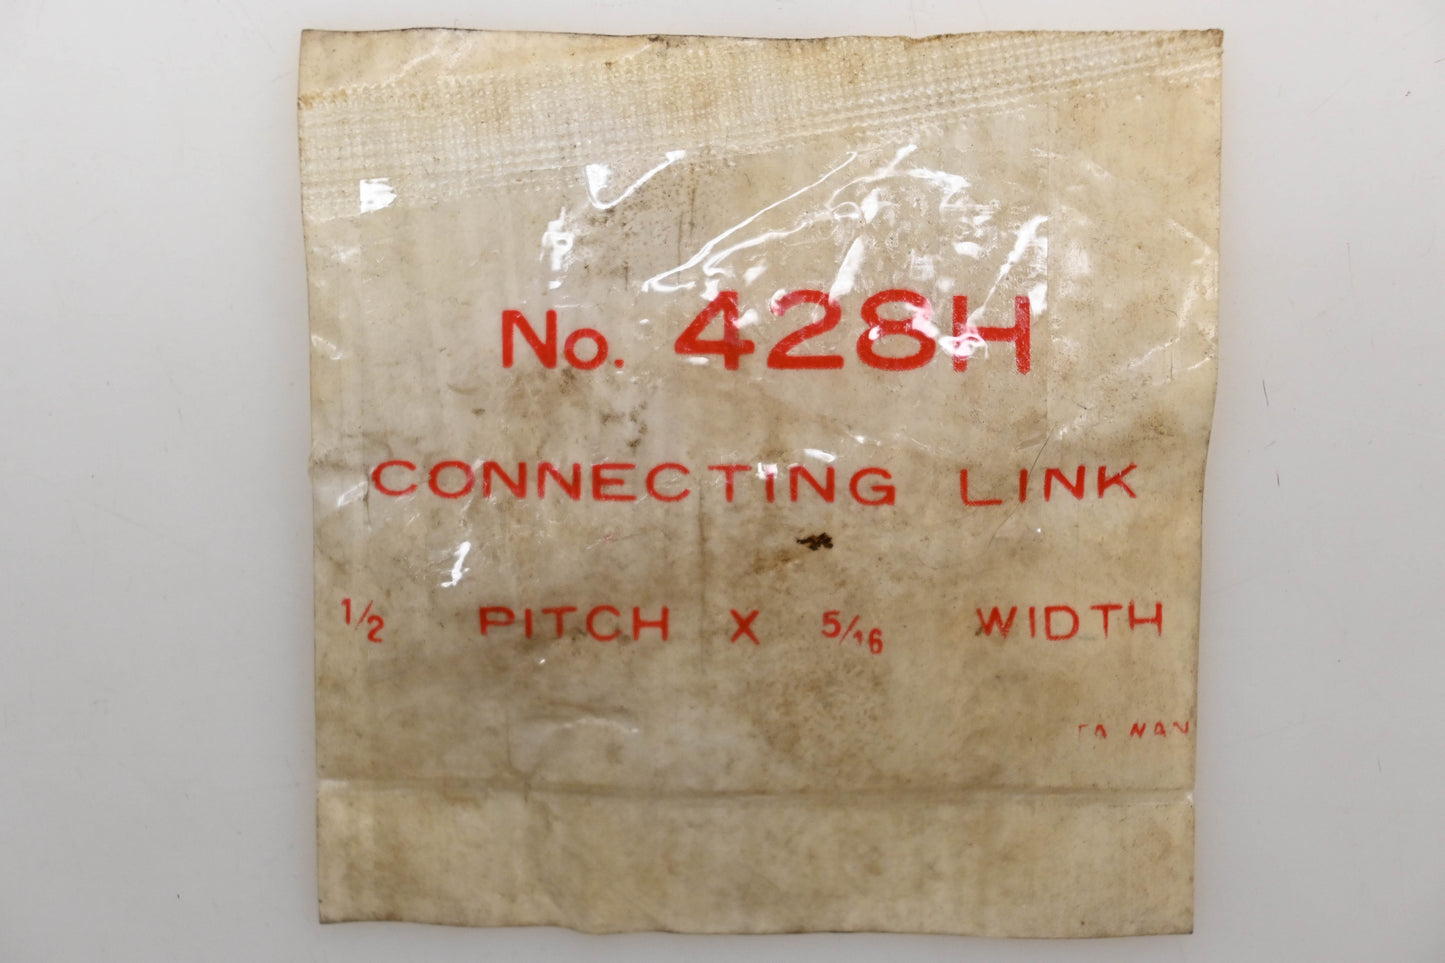 No. 428H
CONNECTING LINK
1/2 PITCH X 5/16 WIDTH